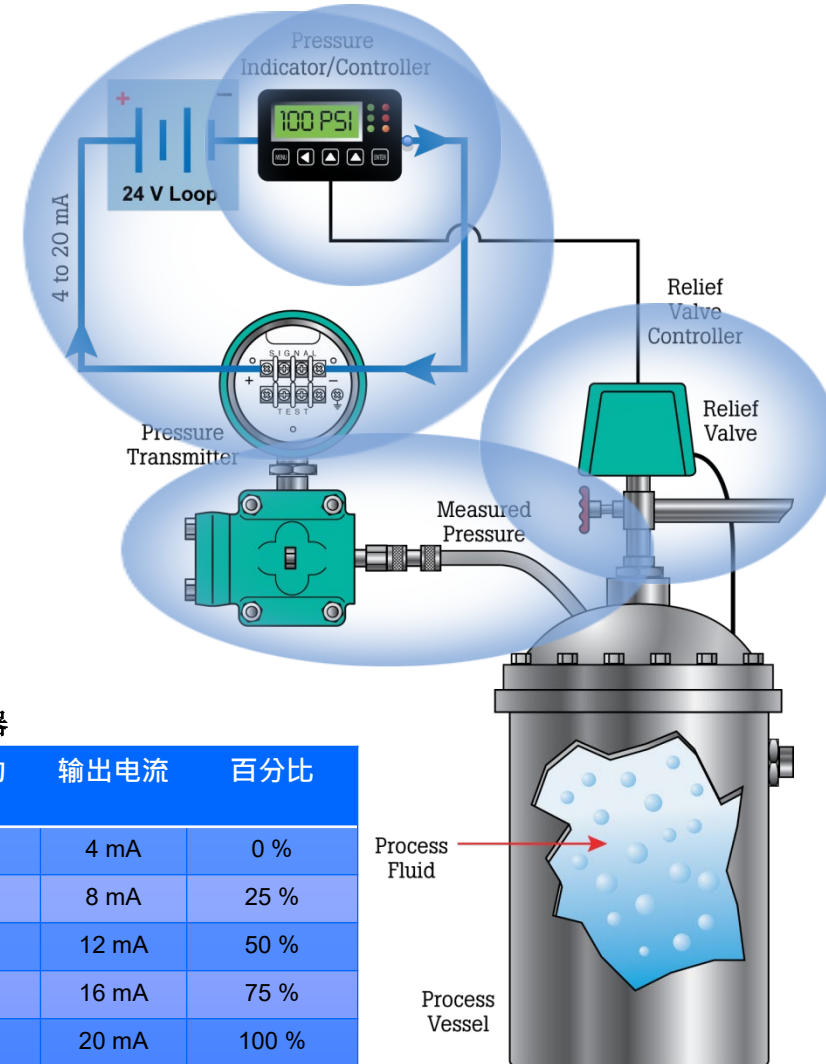 Pressure
Indicator/Controller
+
−
100 PSI
MENU
ENTER
24 V Loop
4 to 20 mA
SIGNAL
+
−
TEST
Pressure
Transmitter
Relief
Valve
Controller
Relief
Valve
Measured
Pressure
器
输出电流 百分比
4 mA 0 %
8 mA 25 %
12 mA 50 %
16 mA 75 %
20 mA 100 %
Process
Fluid
Process
Vessel